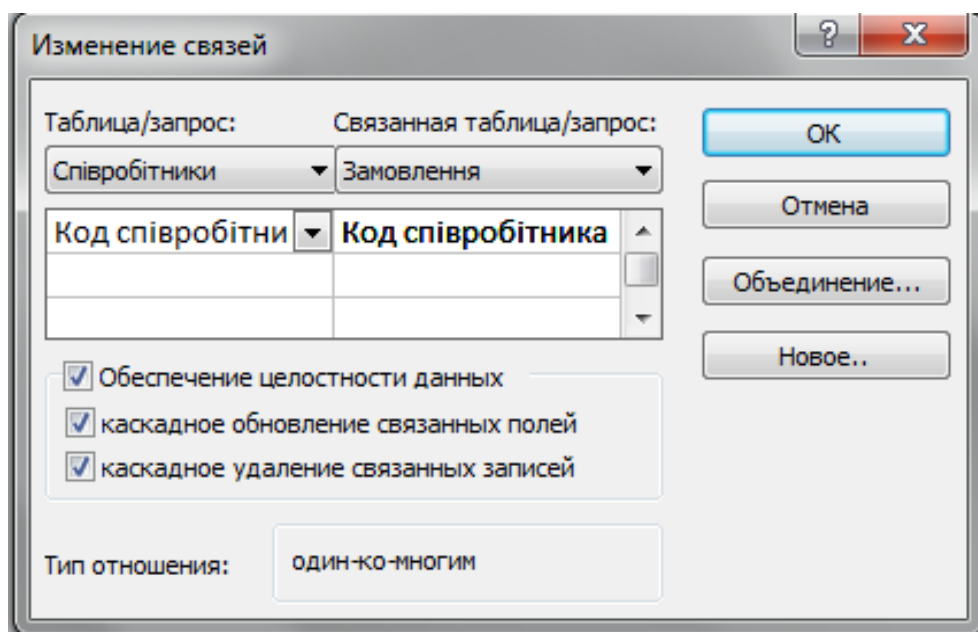 Изменение связей
Таблица/запрос: Связанная таблица/запрос:
Співробітники Замовлення
Код співробітни Код співробітника
Обеспечение целостности данных
каскадное обновление связанных полей
каскадное удаление связанных записей
Тип отношения: один-ко-многим
ОК
Отмена
Объединение...
Новое..